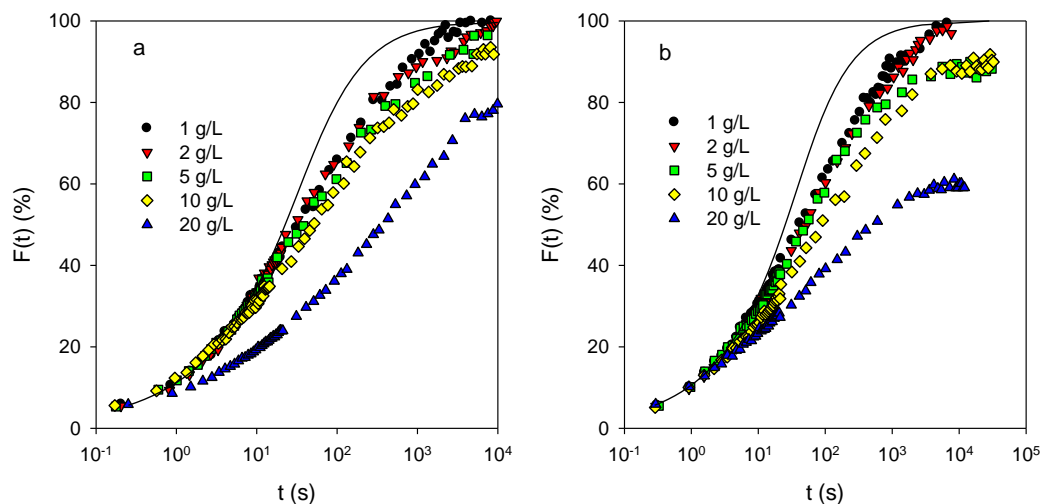 a
1 g/L
2 g/L
5 g/L
10 g/L
20 g/L
F(t) (%)
100
80
60
40
20
0
10-1 100 101 102 103 104
t (s)
b
1 g/L
2 g/L
5 g/L
10 g/L
20 g/L
F(t) (%)
100
80
60
40
20
0
10-1 100 101 102 103 104 105
t (s)